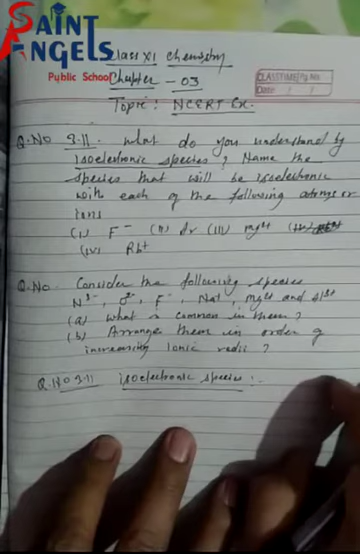 SAINT
ANGELS
Public School
Class XI Chemistry
Chapter - 03
CLASSTIME Pg No.
Date / /
Topic : NCERT Ex.
Q.No 3.11. What do you understand by
isoelectronic species? Name the
species that will be isoelectronic
with each of the following atoms or
ions
(i) F⁻ (ii) Ar (iii) Mg²⁺
(iv) Rb⁺
Q.No. Consider the following species
N³⁻, O²⁻, F⁻, Na⁺, Mg²⁺ and Al³⁺
(a) What is common in them?
(b) Arrange them in order of
increasing ionic radii?
Q.No 3.11 isoelectronic species :-